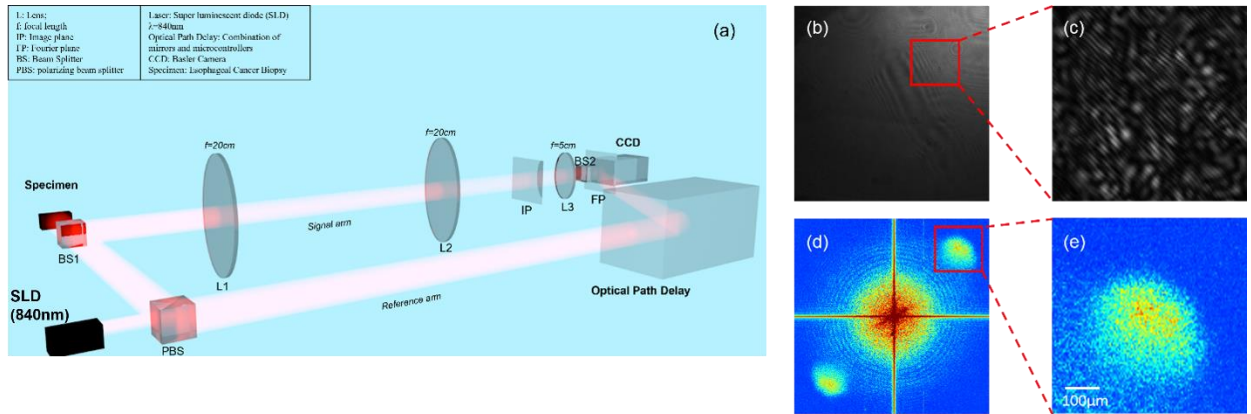 L: Lens;
f: focal length
IP: Image plane
FP: Fourier plane
BS: Beam Splitter
PBS: polarizing beam splitter
Laser: Super luminescent diode (SLD)
λ=840nm
Optical Path Delay: Combination of
mirrors and microcontrollers
CCD: Basler Camera
Specimen: Esophageal Cancer Biopsy
(a)
f=20cm
f=20cm
f=5cm
BS2
CCD
Specimen
IP
L3
FP
BS1
Signal arm
L2
L1
Reference arm
Optical Path Delay
SLD
(840nm)
PBS
(b)
(c)
(d)
(e)
100μm